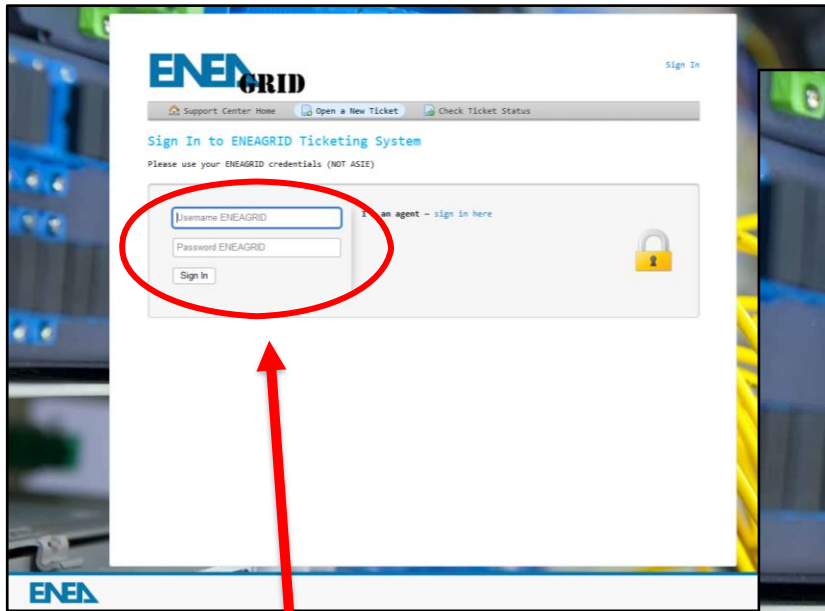 ENEAGRID
Sign In
Support Center Home Open a New Ticket Check Ticket Status
Sign In to ENEAGRID Ticketing System
Please use your ENEAGRID credentials (NOT ASIE)
Username ENEAGRID
I an agent — sign in here
Password ENEAGRID
Sign In
ENEA